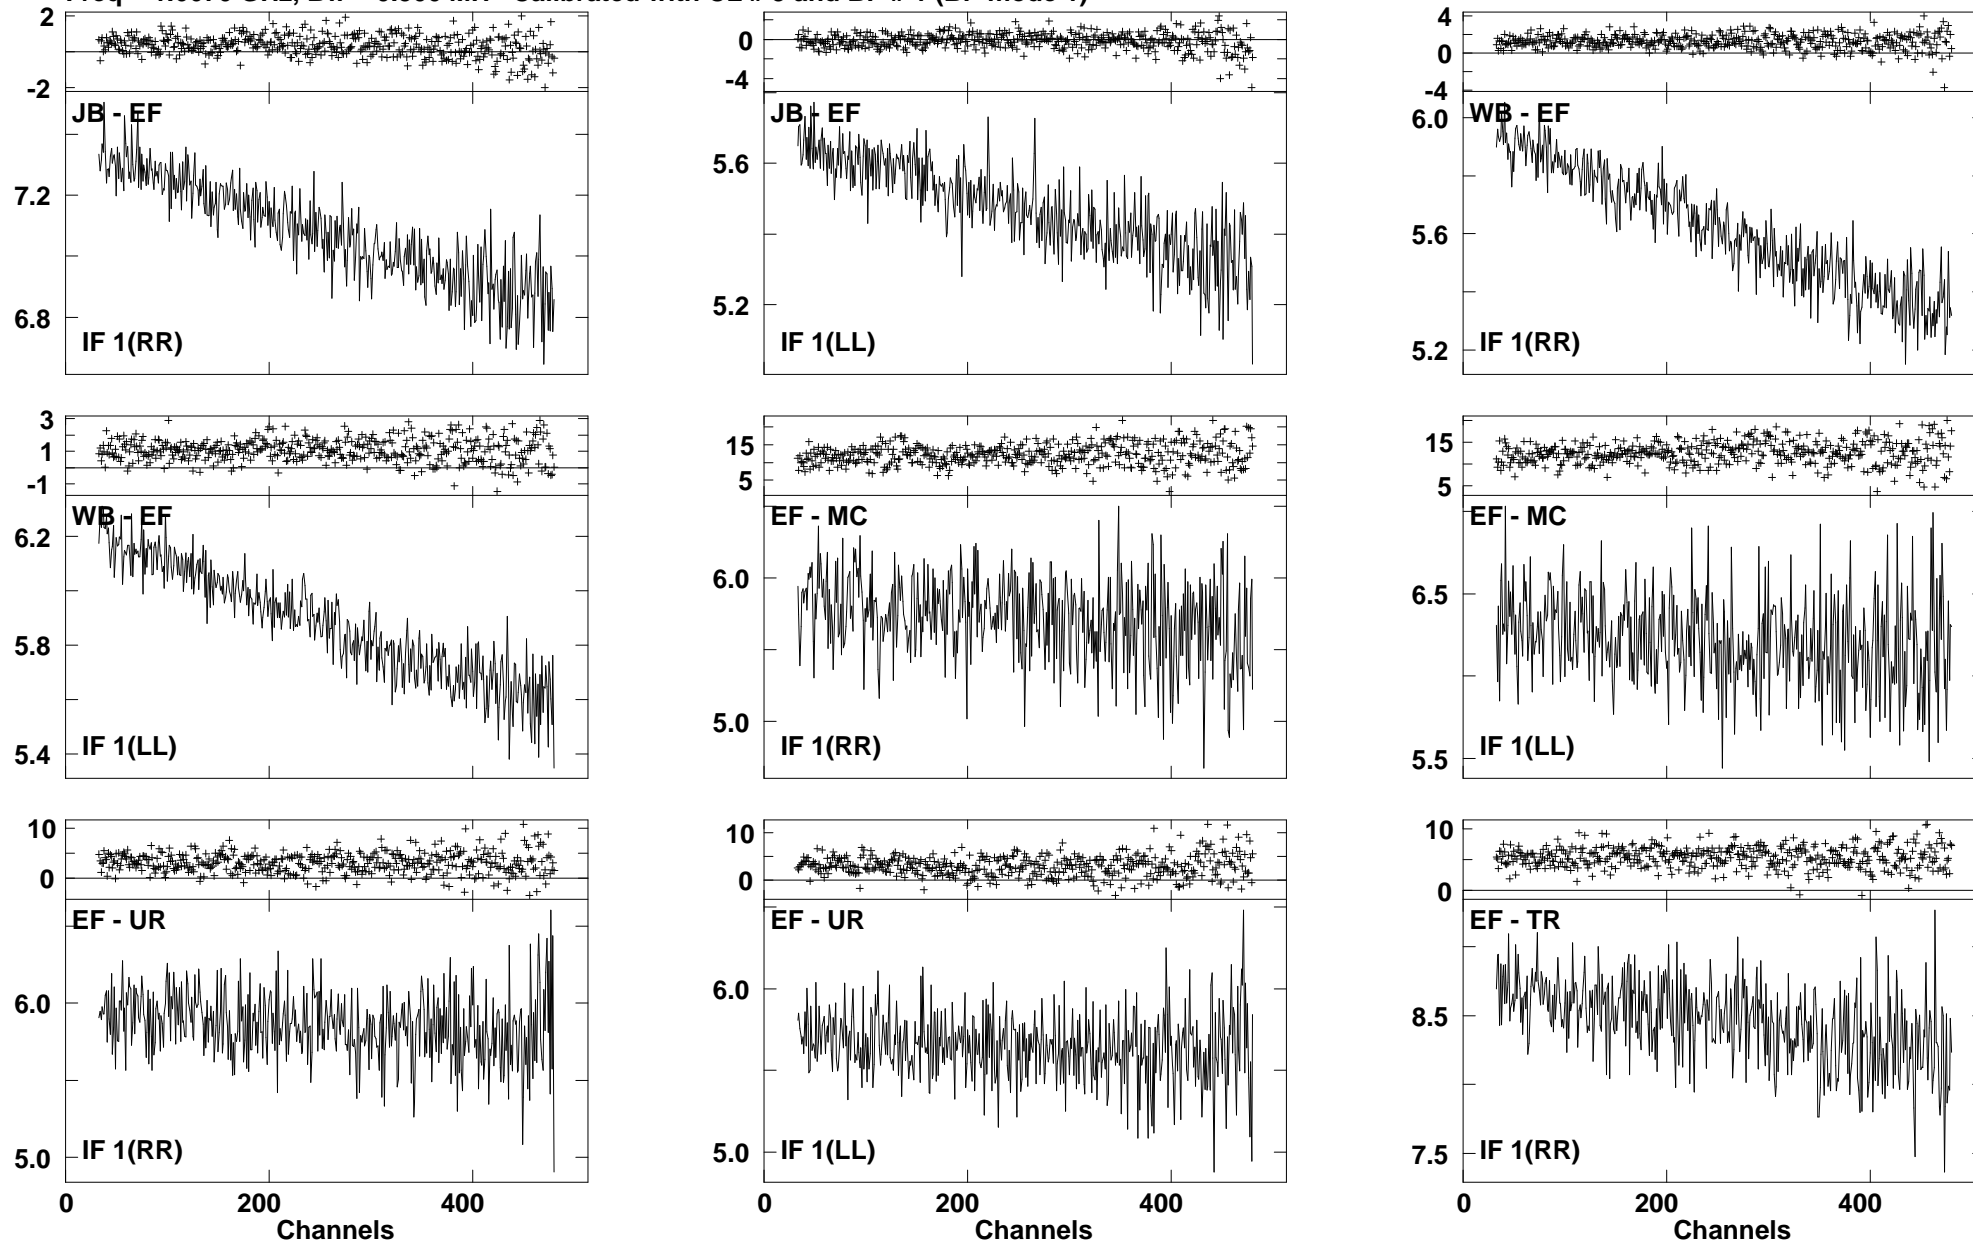 2 0 -2 JB - EF 7.2 6.8 IF 1(RR)
0 -4 JB - EF 5.6 5.2 IF 1(LL)
4 0 -4 WB - EF 6.0 5.6 5.2 IF 1(RR)
3 1 -1 WB - EF 6.2 5.8 5.4 IF 1(LL)
15 5 EF - MC 6.0 5.0 IF 1(RR)
15 5 EF - MC 6.5 5.5 IF 1(LL)
10 0 EF - UR 6.0 5.0 IF 1(RR)
0 200 400
Channels
10 0 EF - UR 6.0 5.0 IF 1(LL)
0 200 400
Channels
10 0 EF - TR 8.5 7.5 IF 1(RR)
0 200 400
Channels